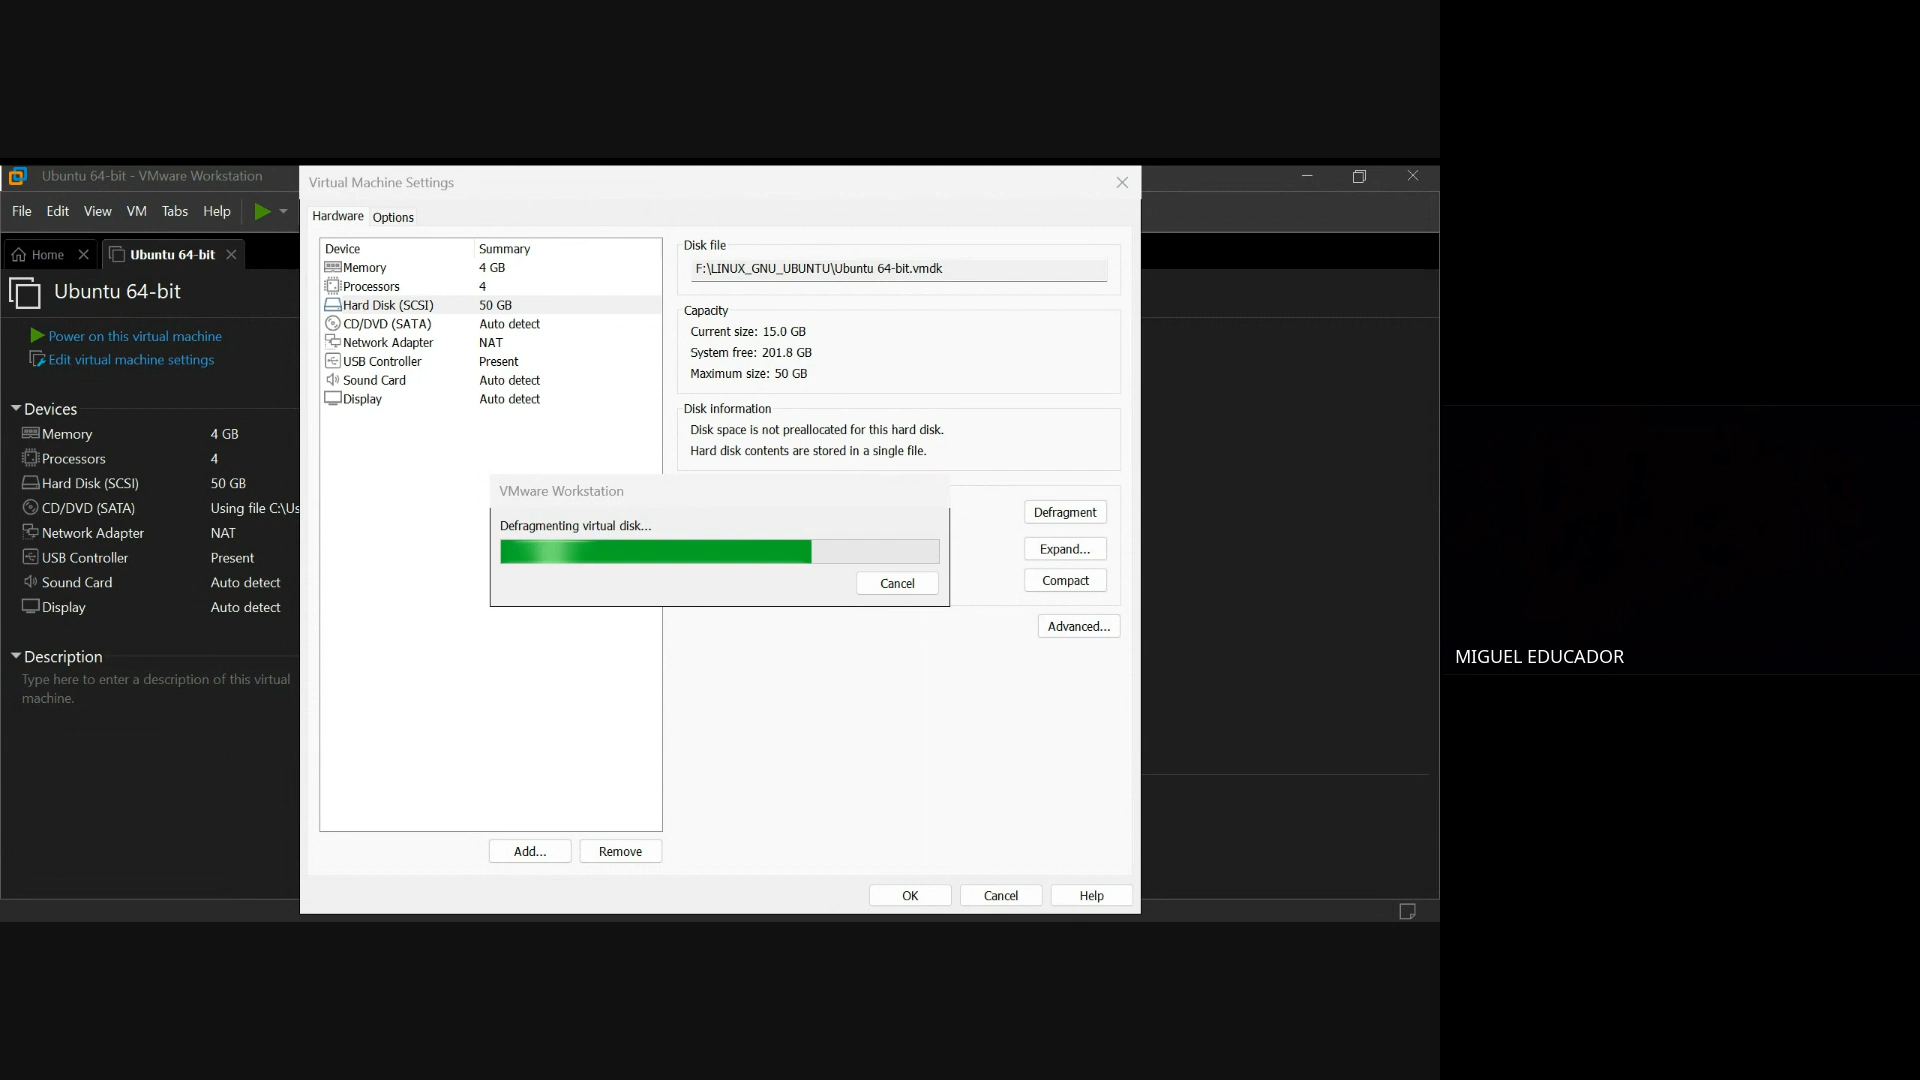 Ubuntu 64-bit - VMware Workstation
File Edit View VM Tabs Help
Home
Ubuntu 64-bit
Ubuntu 64-bit
Power on this virtual machine
Edit virtual machine settings
Devices
Memory 4 GB
Processors 4
Hard Disk (SCSI) 50 GB
CD/DVD (SATA) Using file C:\Us
Network Adapter NAT
USB Controller Present
Sound Card Auto detect
Display Auto detect
Description
Type here to enter a description of this virtual
machine.
Virtual Machine Settings
Hardware Options
Device Summary
Memory 4 GB
Processors 4
Hard Disk (SCSI) 50 GB
CD/DVD (SATA) Auto detect
Network Adapter NAT
USB Controller Present
Sound Card Auto detect
Display Auto detect
Add... Remove
Disk file
F:\LINUX_GNU_UBUNTU\Ubuntu 64-bit.vmdk
Capacity
Current size: 15.0 GB
System free: 201.8 GB
Maximum size: 50 GB
Disk information
Disk space is not preallocated for this hard disk.
Hard disk contents are stored in a single file.
Defragment
Expand...
Compact
Advanced...
VMware Workstation
Defragmenting virtual disk...
Cancel
OK Cancel Help
MIGUEL EDUCADOR